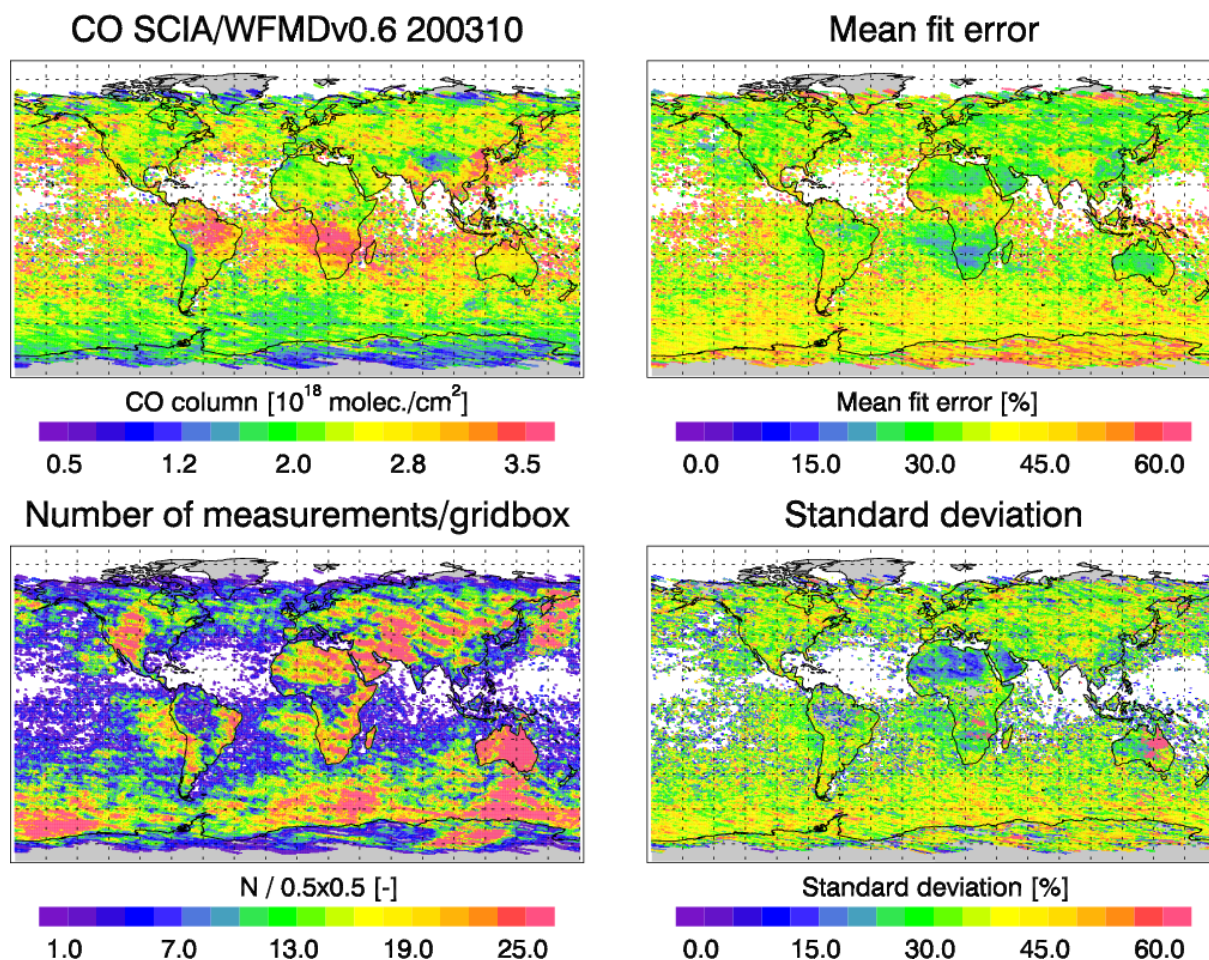 CO SCIA/WFMDv0.6 200310
Mean fit error
CO column [10¹⁸ molec./cm²]
0.5 1.2 2.0 2.8 3.5
Mean fit error [%]
0.0 15.0 30.0 45.0 60.0
Number of measurements/gridbox
Standard deviation
N / 0.5x0.5 [-]
1.0 7.0 13.0 19.0 25.0
Standard deviation [%]
0.0 15.0 30.0 45.0 60.0